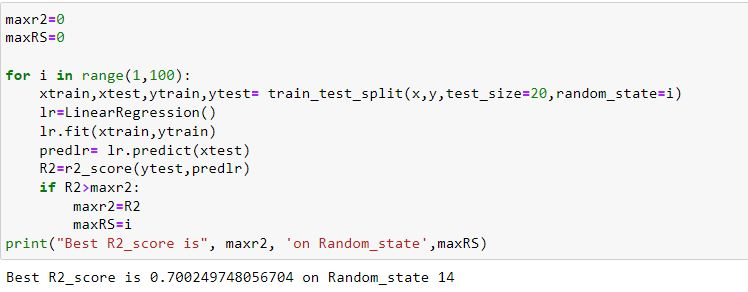 maxr2=0
maxRS=0

for i in range(1,100):
    xtrain,xtest,ytrain,ytest= train_test_split(x,y,test_size=20,random_state=i)
    lr=LinearRegression()
    lr.fit(xtrain,ytrain)
    predlr= lr.predict(xtest)
    R2=r2_score(ytest,predlr)
    if R2>maxr2:
        maxr2=R2
        maxRS=i
print("Best R2_score is", maxr2, 'on Random_state',maxRS)
Best R2_score is 0.700249748056704 on Random_state 14